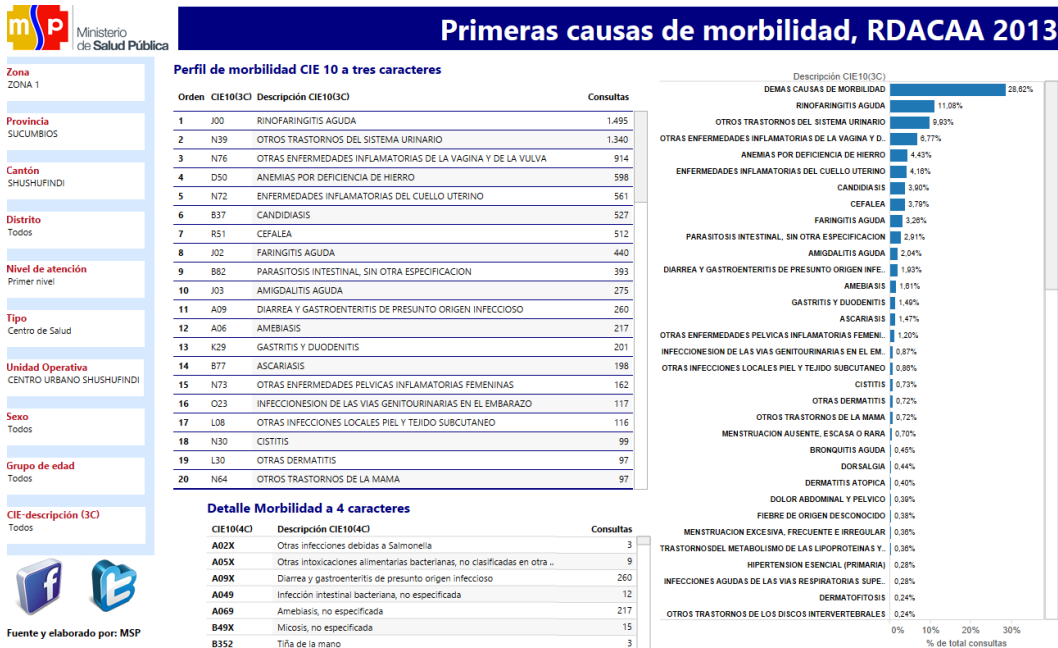 msp
Ministerio
de Salud Pública
Primeras causas de morbilidad, RDACAA 2013
Zona
ZONA 1
Provincia
SUCUMBIOS
Cantón
SHUSHUFINDI
Distrito
Todos
Nivel de atención
Primer nivel
Tipo
Centro de Salud
Unidad Operativa
CENTRO URBANO SHUSHUFINDI
Sexo
Todos
Grupo de edad
Todos
CIE-descripción (3C)
Todos
Fuente y elaborado por: MSP
Perfil de morbilidad CIE 10 a tres caracteres
Orden CIE10(3C) Descripción CIE10(3C) Consultas
1 J00 RINOFARINGITIS AGUDA 1.495
2 N39 OTROS TRASTORNOS DEL SISTEMA URINARIO 1.340
3 N76 OTRAS ENFERMEDADES INFLAMATORIAS DE LA VAGINA Y DE LA VULVA 914
4 D50 ANEMIAS POR DEFICIENCIA DE HIERRO 598
5 N72 ENFERMEDADES INFLAMATORIAS DEL CUELLO UTERINO 561
6 B37 CANDIDIASIS 527
7 R51 CEFALEA 512
8 J02 FARINGITIS AGUDA 440
9 B82 PARASITOSIS INTESTINAL, SIN OTRA ESPECIFICACION 393
10 J03 AMIGDALITIS AGUDA 275
11 A09 DIARREA Y GASTROENTERITIS DE PRESUNTO ORIGEN INFECCIOSO 260
12 A06 AMEBIASIS 217
13 K29 GASTRITIS Y DUODENITIS 201
14 B77 ASCARIASIS 198
15 N73 OTRAS ENFERMEDADES PELVICAS INFLAMATORIAS FEMENINAS 162
16 O23 INFECCIONESION DE LAS VIAS GENITOURINARIAS EN EL EMBARAZO 117
17 L08 OTRAS INFECCIONES LOCALES PIEL Y TEJIDO SUBCUTANEO 116
18 N30 CISTITIS 99
19 L30 OTRAS DERMATITIS 97
20 N64 OTROS TRASTORNOS DE LA MAMA 97
Detalle Morbilidad a 4 caracteres
CIE10(4C) Descripción CIE10(4C) Consultas
A02X Otras infecciones debidas a Salmonella 3
A05X Otras intoxicaciones alimentarias bacterianas, no clasificadas en otra .. 9
A09X Diarrea y gastroenteritis de presunto origen infeccioso 260
A049 Infección intestinal bacteriana, no especificada 12
A069 Amebiasis, no especificada 217
B49X Micosis, no especificada 15
B352 Tiña de la mano 3
Descripción CIE10(3C)
DEMAS CAUSAS DE MORBILIDAD 28,62%
RINOFARINGITIS AGUDA 11,08%
OTROS TRASTORNOS DEL SISTEMA URINARIO 9,93%
OTRAS ENFERMEDADES INFLAMATORIAS DE LA VAGINA Y D.. 6,77%
ANEMIAS POR DEFICIENCIA DE HIERRO 4,43%
ENFERMEDADES INFLAMATORIAS DEL CUELLO UTERINO 4,16%
CANDIDIASIS 3,90%
CEFALEA 3,79%
FARINGITIS AGUDA 3,26%
PARASITOSIS INTESTINAL, SIN OTRA ESPECIFICACION 2,91%
AMIGDALITIS AGUDA 2,04%
DIARREA Y GASTROENTERITIS DE PRESUNTO ORIGEN INFE.. 1,93%
AMEBIASIS 1,61%
GASTRITIS Y DUODENITIS 1,49%
ASCARIASIS 1,47%
OTRAS ENFERMEDADES PELVICAS INFLAMATORIAS FEMENI.. 1,20%
INFECCIONESION DE LAS VIAS GENITOURINARIAS EN EL EM.. 0,87%
OTRAS INFECCIONES LOCALES PIEL Y TEJIDO SUBCUTANEO 0,86%
CISTITIS 0,73%
OTRAS DERMATITIS 0,72%
OTROS TRASTORNOS DE LA MAMA 0,72%
MENSTRUACION AUSENTE, ESCASA O RARA 0,70%
BRONQUITIS AGUDA 0,45%
DORSALGIA 0,44%
DERMATITIS ATOPICA 0,40%
DOLOR ABDOMINAL Y PELVICO 0,39%
FIEBRE DE ORIGEN DESCONOCIDO 0,38%
MENSTRUACION EXCESIVA, FRECUENTE E IRREGULAR 0,36%
TRASTORNOSDEL METABOLISMO DE LAS LIPOPROTEINAS Y.. 0,36%
HIPERTENSION ESENCIAL (PRIMARIA) 0,28%
INFECCIONES AGUDAS DE LAS VIAS RESPIRATORIAS SUPE.. 0,28%
DERMATOFITOSIS 0,24%
OTROS TRASTORNOS DE LOS DISCOS INTERVERTEBRALES 0,24%
0% 10% 20% 30%
% de total consultas